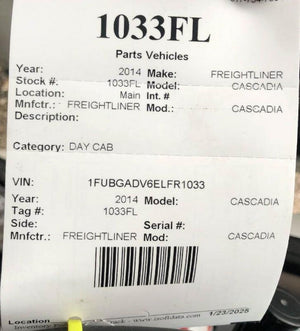 1033FL
Parts Vehicles
Year: 2014 Make: FREIGHTLINER
Stock #: 1033FL Model: CASCADIA
Location: Main Int. #
Mnfctr.: FREIGHTLINER Mod.: CASCADIA
Description:
Category: DAY CAB
VIN: 1FUBGADV6ELFR1033
Year: 2014 Model: CASCADIA
Tag #: 1033FL
Side: Serial#:
Mnfctr.: FREIGHTLINER Mod: CASCADIA
Location
Inventory
1/23/2025